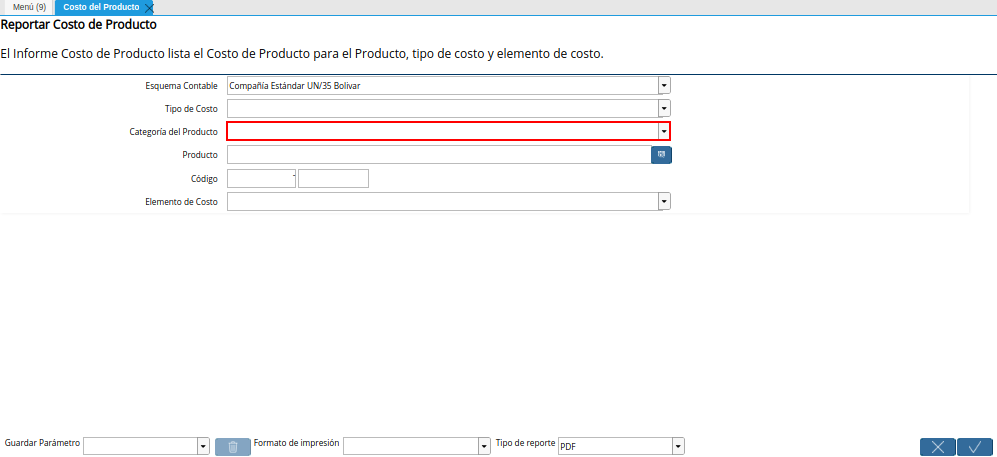 Menú (9) Costo del Producto
Reportar Costo de Producto
El Informe Costo de Producto lista el Costo de Producto para el Producto, tipo de costo y elemento de costo.
Esquema Contable Compañía Estándar UN/35 Bolivar
Tipo de Costo
Categoría del Producto
Producto
Código -
Elemento de Costo
Guardar Parámetro Formato de impresión Tipo de reporte PDF